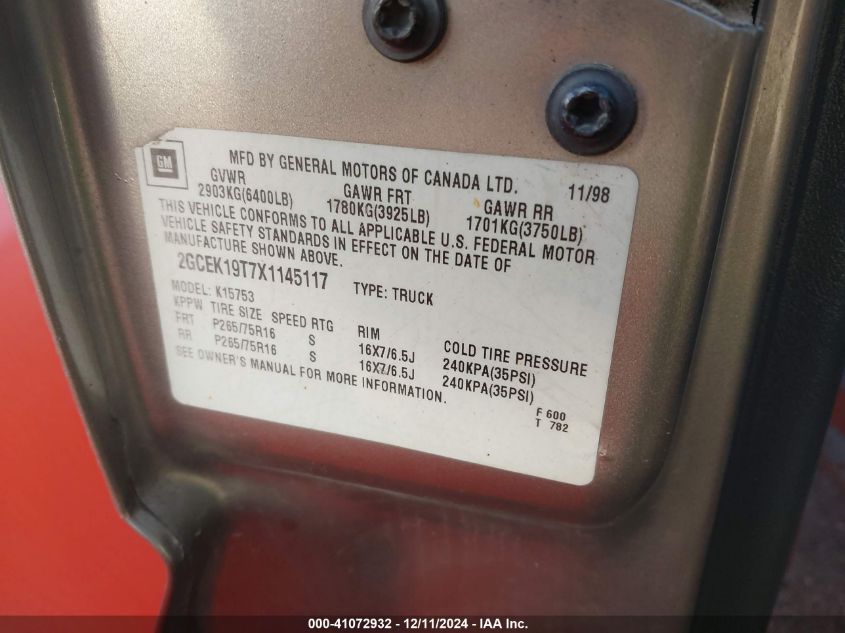 GM
MFD BY GENERAL MOTORS OF CANADA LTD. 11/98
GVWR GAWR FRT GAWR RR
2903KG(6400LB) 1780KG(3925LB) 1701KG(3750LB)
THIS VEHICLE CONFORMS TO ALL APPLICABLE U.S. FEDERAL MOTOR
VEHICLE SAFETY STANDARDS IN EFFECT ON THE DATE OF
MANUFACTURE SHOWN ABOVE.
2GCEK19T7X1145117 TYPE: TRUCK
MODEL: K15753
KPPW TIRE SIZE SPEED RTG RIM COLD TIRE PRESSURE
FRT P265/75R16 S 16X7/6.5J 240KPA(35PSI)
RR P265/75R16 S 16X7/6.5J 240KPA(35PSI)
SEE OWNER'S MANUAL FOR MORE INFORMATION.
F 600
T 782
000-41072932 - 12/11/2024 - IAA Inc.